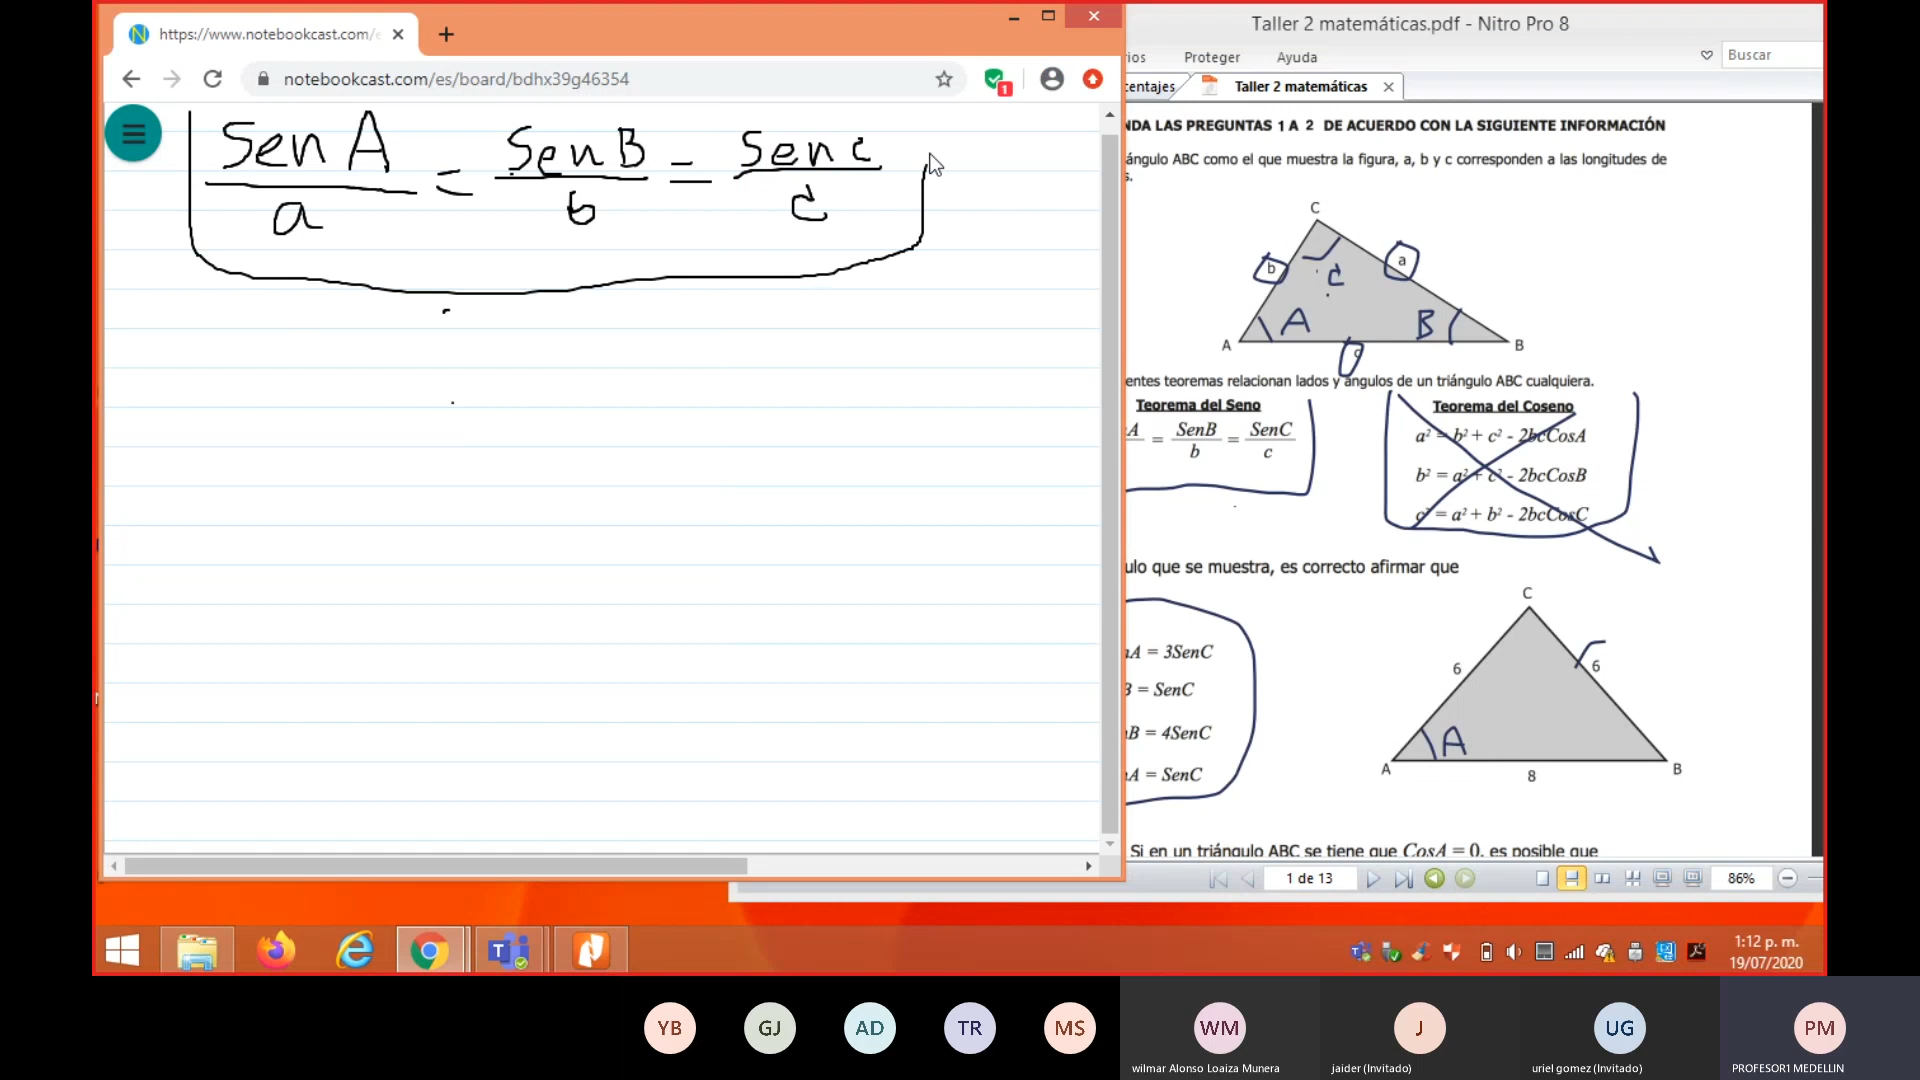 https://www.notebookcast.com/e
notebookcast.com/es/board/bdhx39g46354
1
Sen A = Sen B = Sen C
a b c
Taller 2 matemáticas.pdf - Nitro Pro 8
rios Proteger Ayuda
Buscar
centajes Taller 2 matemáticas
NDA LAS PREGUNTAS 1 A 2 DE ACUERDO CON LA SIGUIENTE INFORMACIÓN
ángulo ABC como el que muestra la figura, a, b y c corresponden a las longitudes de
s.
C
b a
C
A B
A B
c
entes teoremas relacionan lados y ángulos de un triángulo ABC cualquiera.
Teorema del Seno
A = SenB = SenC
b c
Teorema del Coseno
a² = b² + c² - 2bcCosA
b² = a² + c² - 2bcCosB
c² = a² + b² - 2bcCosC
ulo que se muestra, es correcto afirmar que
A = 3SenC
B = SenC
B = 4SenC
A = SenC
C
6 6
A
A B
8
Si en un triángulo ABC se tiene que CosA = 0, es posible que
1 de 13
86%
1:12 p. m.
19/07/2020
YB GJ AD TR MS WM J UG PM
wilmar Alonso Loaiza Munera
jaider (Invitado)
uriel gomez (Invitado)
PROFESOR1 MEDELLIN